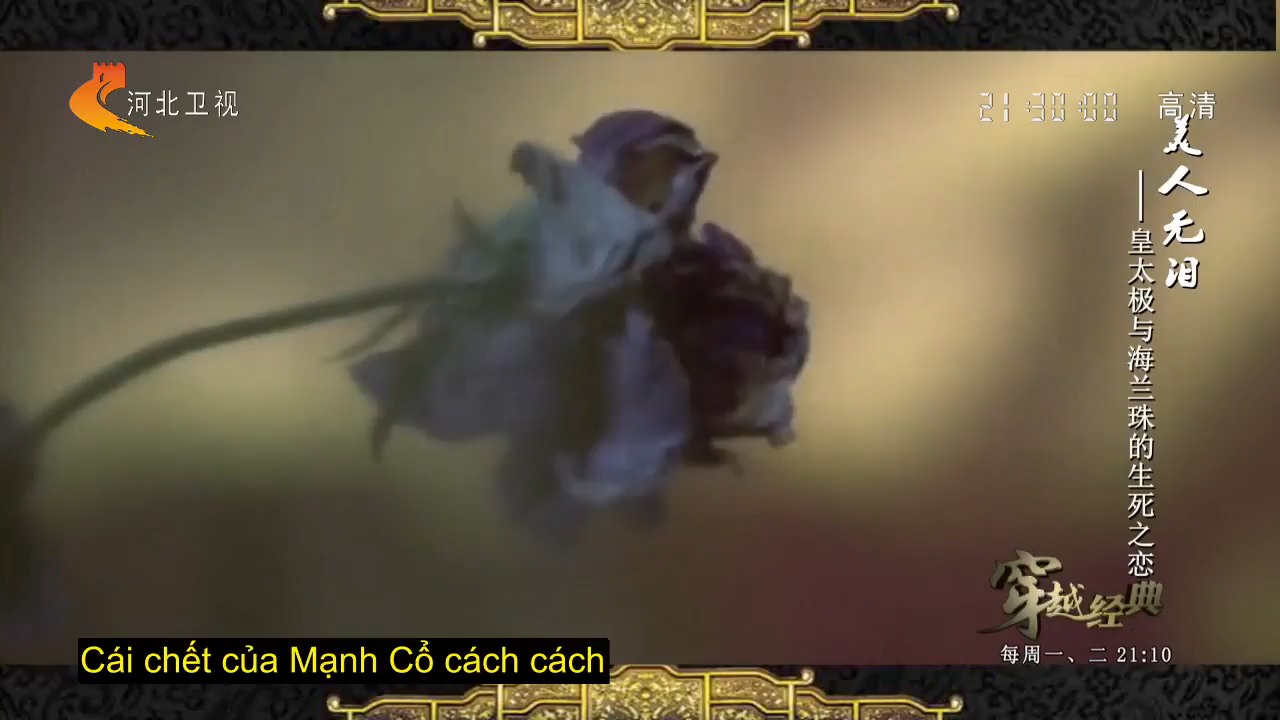 河北卫视
21:30:00
高清
美人无泪
——皇太极与海兰珠的生死之恋
穿越经典
每周一、二 21:10
Cái chết của Mạnh Cổ cách cách